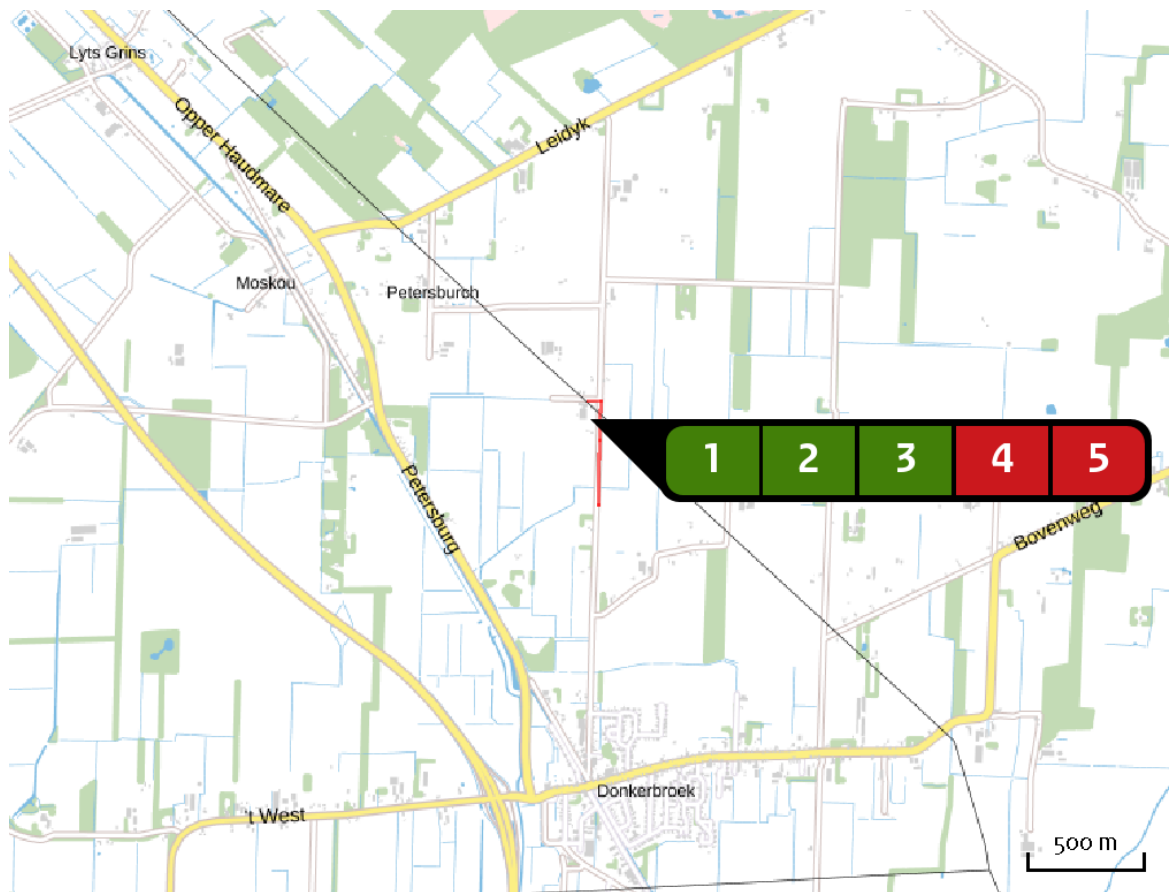 Lyts Grins
Opper Haudmare
Leidyk
Moskou
Petersburch
1 2 3 4 5
Petersburg
Bovenweg
Donkerbroek
't West
500 m